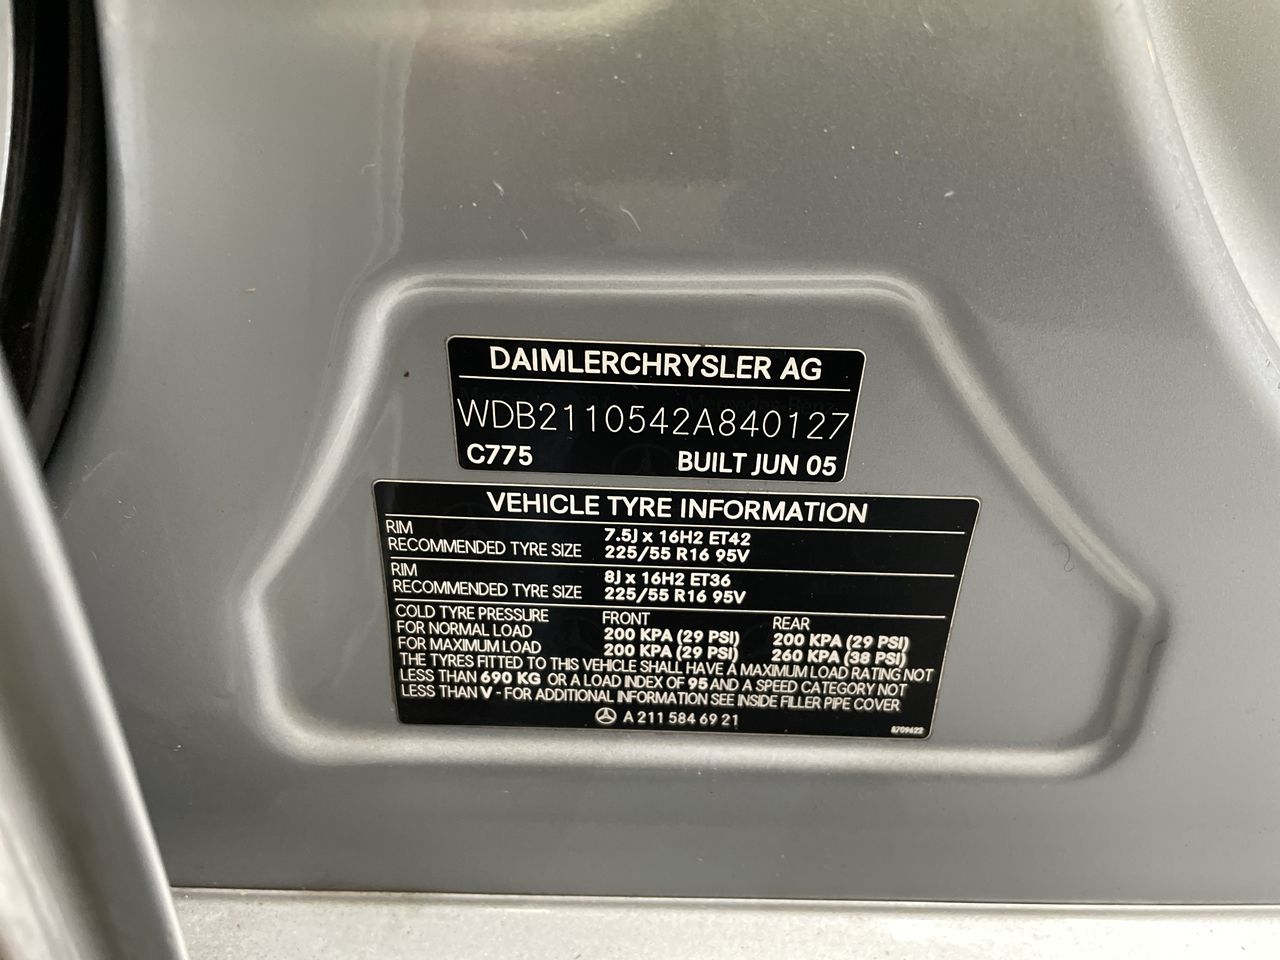 DAIMLERCHRYSLER AG
WDB2110542A840127
C775 BUILT JUN 05
VEHICLE TYRE INFORMATION
RIM 7.5J x 16H2 ET42
RECOMMENDED TYRE SIZE 225/55 R16 95V
RIM 8J x 16H2 ET36
RECOMMENDED TYRE SIZE 225/55 R16 95V
COLD TYRE PRESSURE FRONT REAR
FOR NORMAL LOAD 200 KPA (29 PSI) 200 KPA (29 PSI)
FOR MAXIMUM LOAD 200 KPA (29 PSI) 260 KPA (38 PSI)
THE TYRES FITTED TO THIS VEHICLE SHALL HAVE A MAXIMUM LOAD RATING NOT
LESS THAN 690 KG OR A LOAD INDEX OF 95 AND A SPEED CATEGORY NOT
LESS THAN V - FOR ADDITIONAL INFORMATION SEE INSIDE FILLER PIPE COVER
A 211 584 69 21
8709622